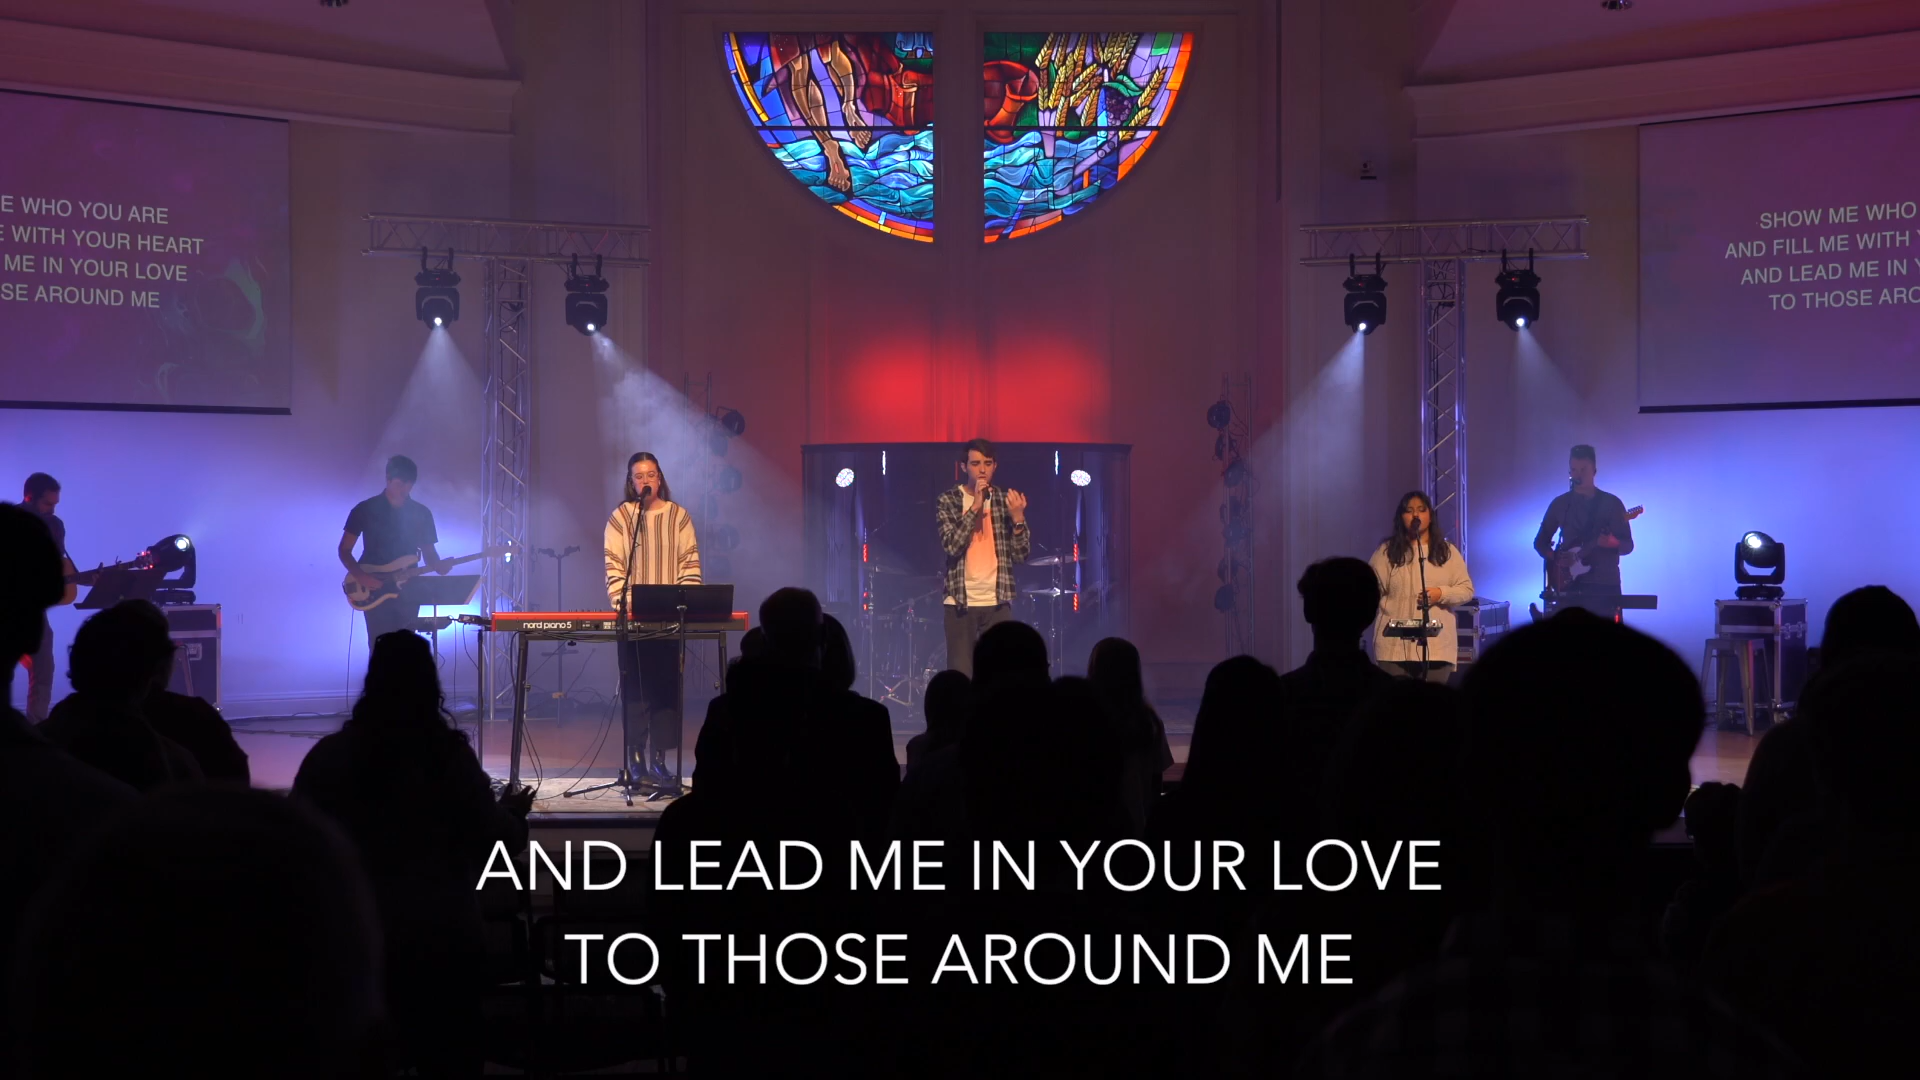 E WHO YOU ARE
WITH YOUR HEART
ME IN YOUR LOVE
SE AROUND ME
SHOW ME WHO
AND FILL ME WITH
AND LEAD ME IN
TO THOSE ARO
nord piano 5
AND LEAD ME IN YOUR LOVE
TO THOSE AROUND ME